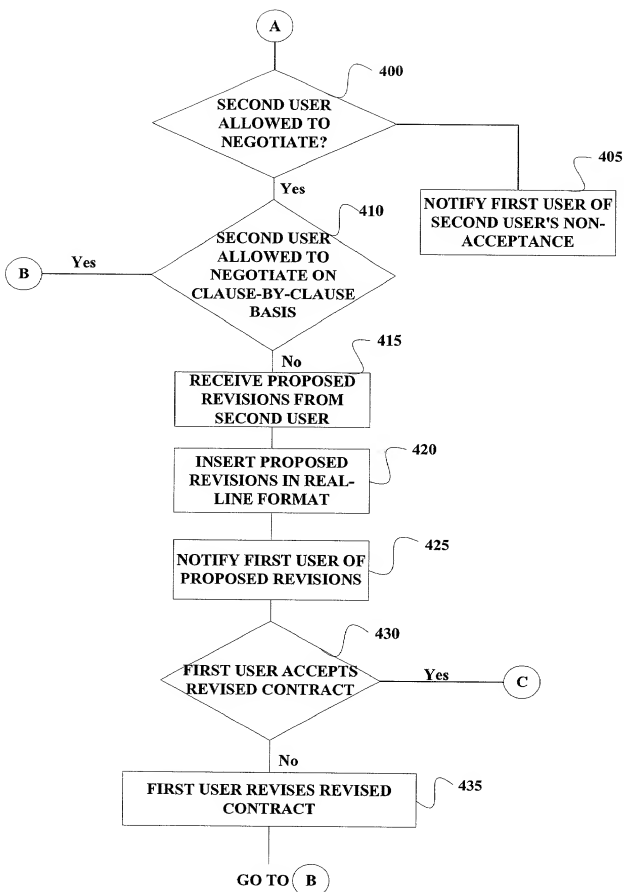 A
400
SECOND USER
ALLOWED TO
NEGOTIATE?
405
NOTIFY FIRST USER OF
SECOND USER'S NON-
ACCEPTANCE
Yes
410
SECOND USER
ALLOWED TO
NEGOTIATE ON
CLAUSE-BY-CLAUSE
BASIS
Yes
B
No
415
RECEIVE PROPOSED
REVISIONS FROM
SECOND USER
420
INSERT PROPOSED
REVISIONS IN REAL-
LINE FORMAT
425
NOTIFY FIRST USER OF
PROPOSED REVISIONS
430
FIRST USER ACCEPTS
REVISED CONTRACT
Yes
C
No
435
FIRST USER REVISES REVISED
CONTRACT
GO TO B